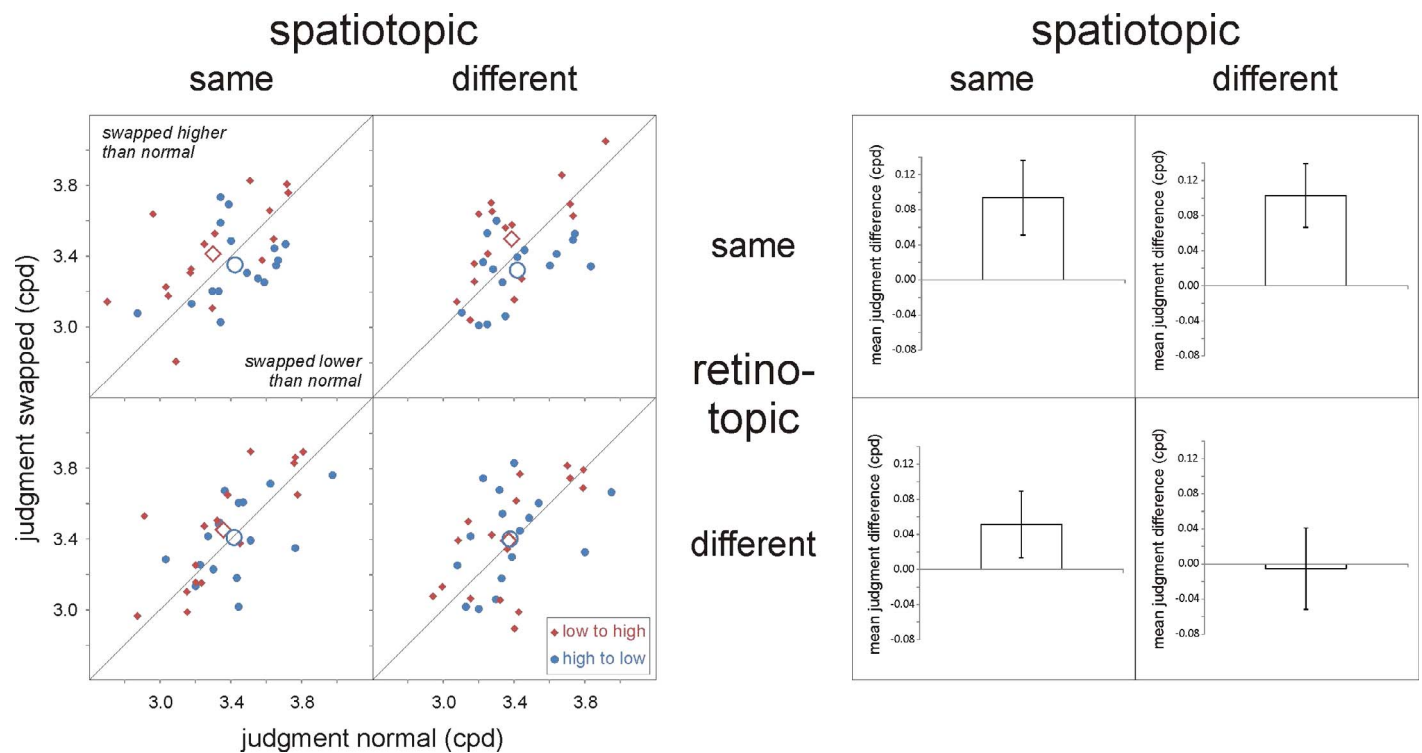 spatiotopic
same
different
swapped higher
than normal
swapped lower
than normal
judgment swapped (cpd)
3.8
3.4
3.0
3.8
3.4
3.0
3.0
3.4
3.8
3.0
3.4
3.8
low to high
high to low
judgment normal (cpd)
same
retino-
topic
different
spatiotopic
same
different
mean judgment difference (cpd)
0.12
0.08
0.04
0.00
-0.04
-0.08
mean judgment difference (cpd)
0.12
0.08
0.04
0.00
-0.04
-0.08
mean judgment difference (cpd)
0.12
0.08
0.04
0.00
-0.04
-0.08
mean judgment difference (cpd)
0.12
0.08
0.04
0.00
-0.04
-0.08